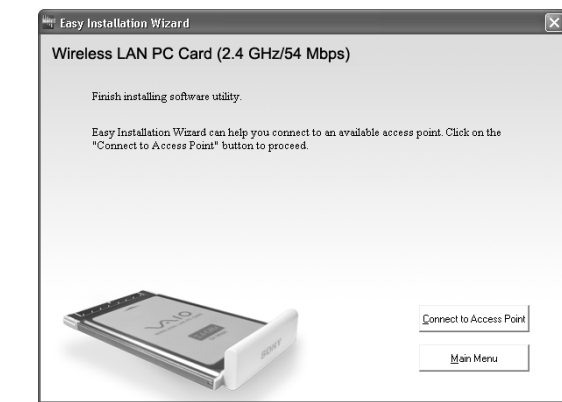 Easy Installation Wizard
Wireless LAN PC Card (2.4 GHz/54 Mbps)
Finish installing software utility.
Easy Installation Wizard can help you connect to an available access point. Click on the
"Connect to Access Point" button to proceed.
VAIO
SONY
Connect to Access Point
Main Menu